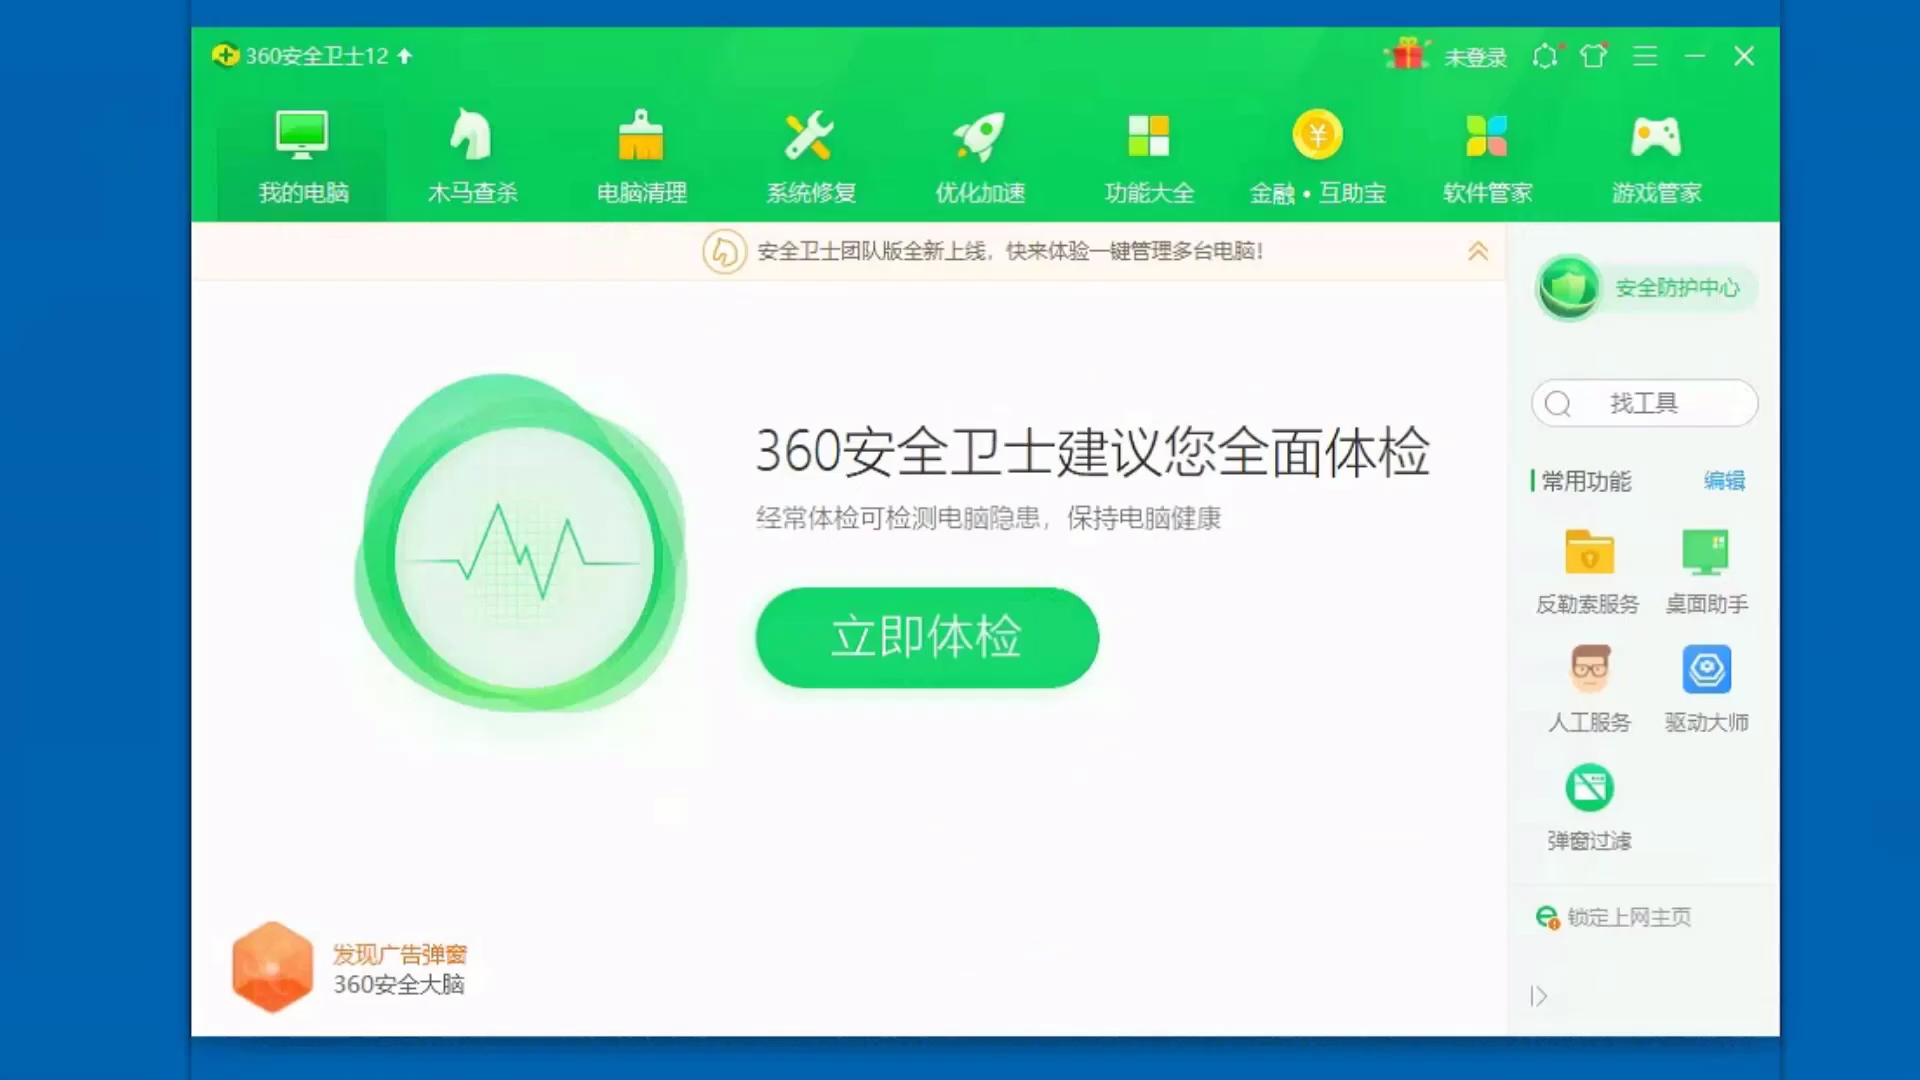 360安全卫士12
未登录
我的电脑
木马查杀
电脑清理
系统修复
优化加速
功能大全
金融•互助宝
软件管家
游戏管家
安全卫士团队版全新上线，快来体验一键管理多台电脑！
安全防护中心
找工具
360安全卫士建议您全面体检
经常体检可检测电脑隐患，保持电脑健康
立即体检
常用功能
编辑
反勒索服务
桌面助手
人工服务
驱动大师
弹窗过滤
锁定上网主页
发现广告弹窗
360安全大脑